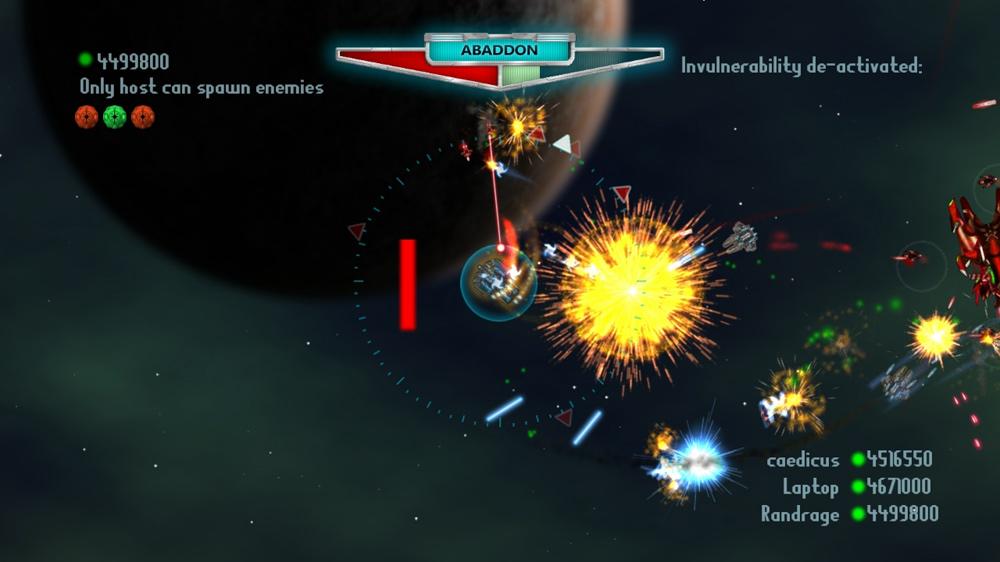 ABADDON
4499800
Only host can spawn enemies
Invulnerability de-activated:
caedicus 4516550
Laptop 4671000
Randrage 4499800